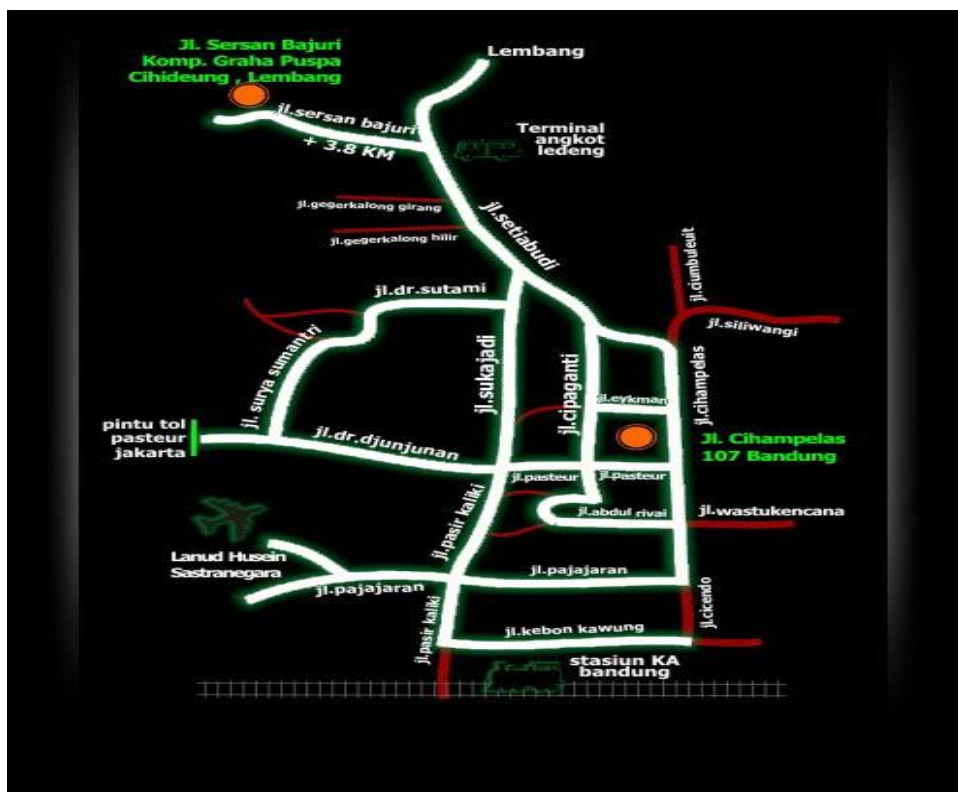 Jl. Sersan Bajuri
Komp. Graha Puspa
Cihideung , Lembang
Lembang
jl.sersan bajuri
+ 3.8 KM
Terminal
angkot
ledeng
jl.gegerkalong girang
jl.gegerkalong hilir
jl.setiabudi
jl.ciumbuleuit
jl.siliwangi
jl.dr.sutami
jl. surya sumantri
jl.sukajadi
jl.cipaganti
jl.cihampelas
jl.eykman
pintu tol
pasteur
jakarta
jl.dr.djunjunan
Jl. Cihampelas
107 Bandung
jl.pasteur
jl.pasteur
jl.pasir kaliki
jl.abdul rivai
jl.wastukencana
Lanud Husein
Sastranegara
jl.pajajaran
jl.pajajaran
jl.cicendo
jl.pasir kaliki
jl.kebon kawung
stasiun KA
bandung